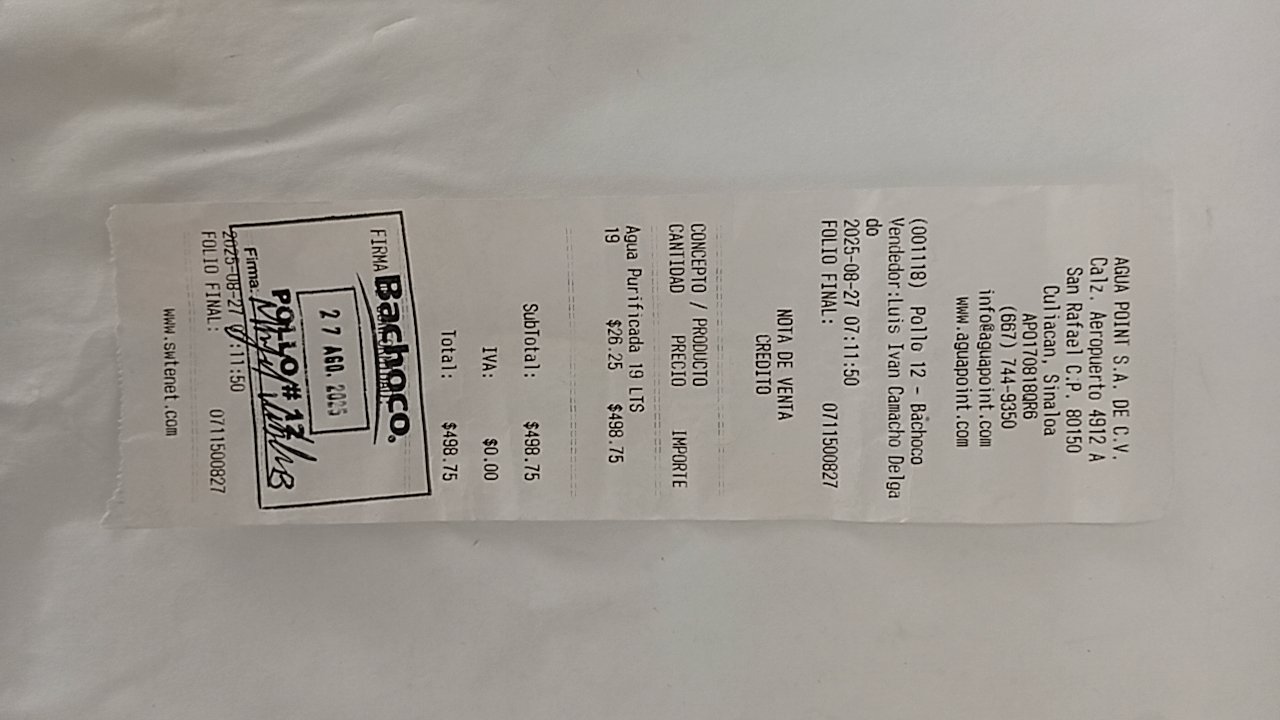 AGUA POINT S.A. DE C.V.
Calz. Aeropuerto 4912 A
San Rafael C.P. 80150
Culiacan, Sinaloa
APO170818QR6
(667) 744-9350
info@aguapoint.com
www.aguapoint.com
(001118) Pollo 12 - Bachoco
Vendedor:Luis Ivan Camacho Delga
do
2025-08-27 07:11:50
FOLIO FINAL: 0711500827
NOTA DE VENTA
CREDITO
CONCEPTO / PRODUCTO
CANTIDAD PRECIO IMPORTE
Agua Purificada 19 LTS
19 $26.25 $498.75
SubTotal: $498.75
IVA: $0.00
Total: $498.75
FIRMA
Bachoco.
27 AGO. 2025
POLLO # 12
Firma:
2025-08-27 07:11:50
FOLIO FINAL: 0711500827
www.swtenet.com